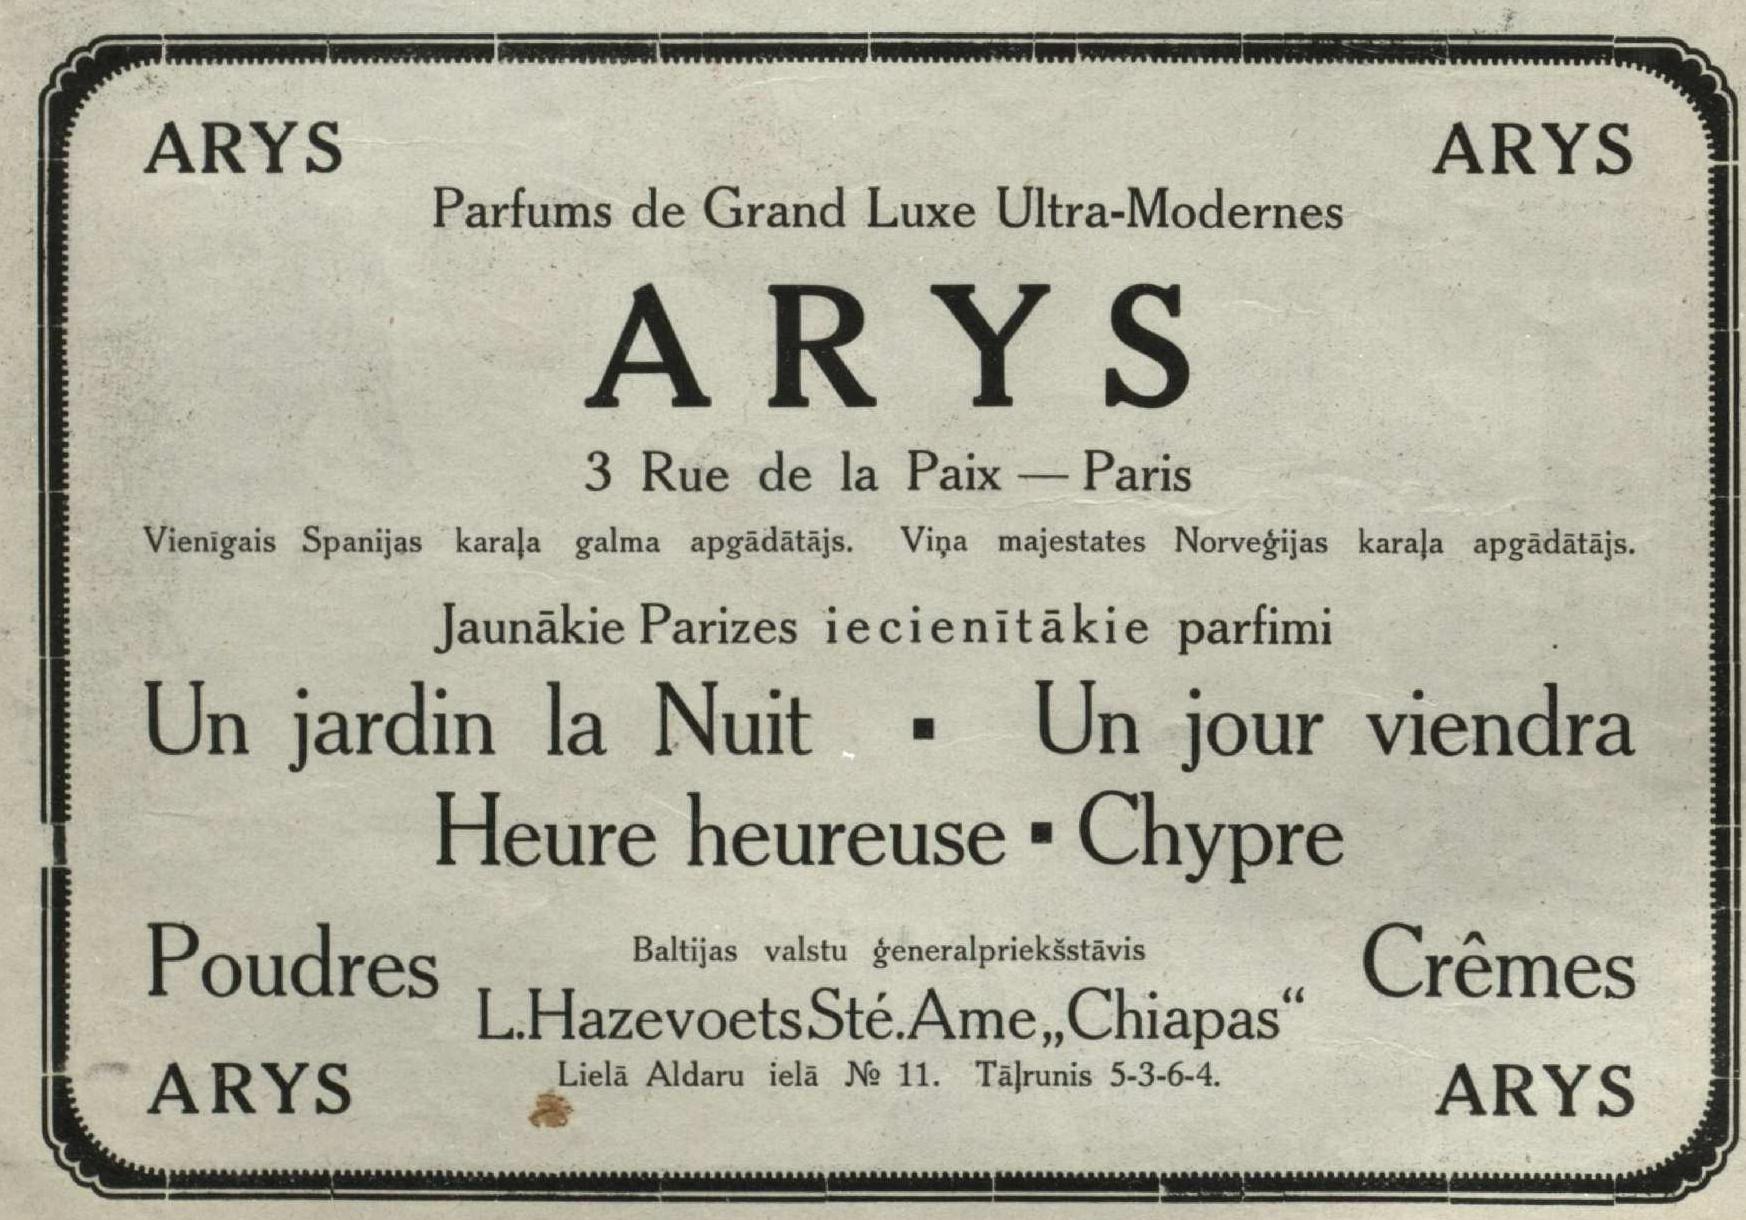 ARYS ARYS
Parfums de Grand Luxe Ultra-Modernes
ARYS
3 Rue de la Paix — Paris
Vienīgais Spanijas karaļa galma apgādātājs. Viņa majestates Norveģijas karaļa apgādātājs.
Jaunākie Parizes iecienītākie parfimi
Un jardin la Nuit ▪ Un jour viendra
Heure heureuse ▪ Chypre
Poudres Crêmes
Baltijas valstu ģeneralpriekšstāvis
L. Hazevoets Sté. Ame „Chiapas“
Lielā Aldaru ielā № 11. Tāļrunis 5-3-6-4.
ARYS ARYS